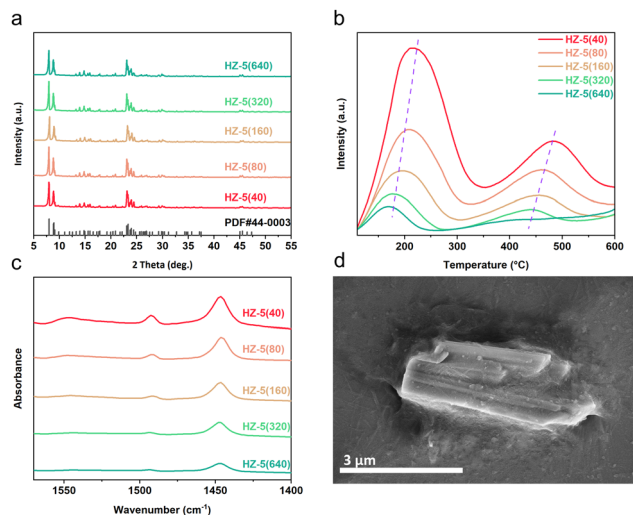 a
HZ-5(640)
HZ-5(320)
HZ-5(160)
HZ-5(80)
HZ-5(40)
PDF#44-0003
Intensity (a.u.)
5 10 15 20 25 30 35 40 45 50 55
2 Theta (deg.)
b
HZ-5(40)
HZ-5(80)
HZ-5(160)
HZ-5(320)
HZ-5(640)
Intensity (a.u.)
200 300 400 500 600
Temperature (°C)
c
HZ-5(40)
HZ-5(80)
HZ-5(160)
HZ-5(320)
HZ-5(640)
Absorbance
1550 1500 1450 1400
Wavenumber (cm⁻¹)
d
3 µm